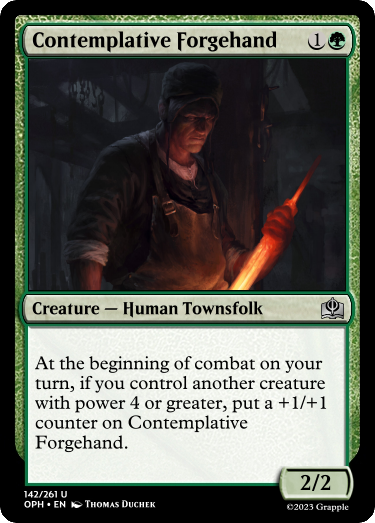 Contemplative Forgehand 1
Creature — Human Townsfolk
At the beginning of combat on your
turn, if you control another creature
with power 4 or greater, put a +1/+1
counter on Contemplative
Forgehand.
2/2
142/261 U
OPH • EN Thomas Duchek
©2023 Grapple